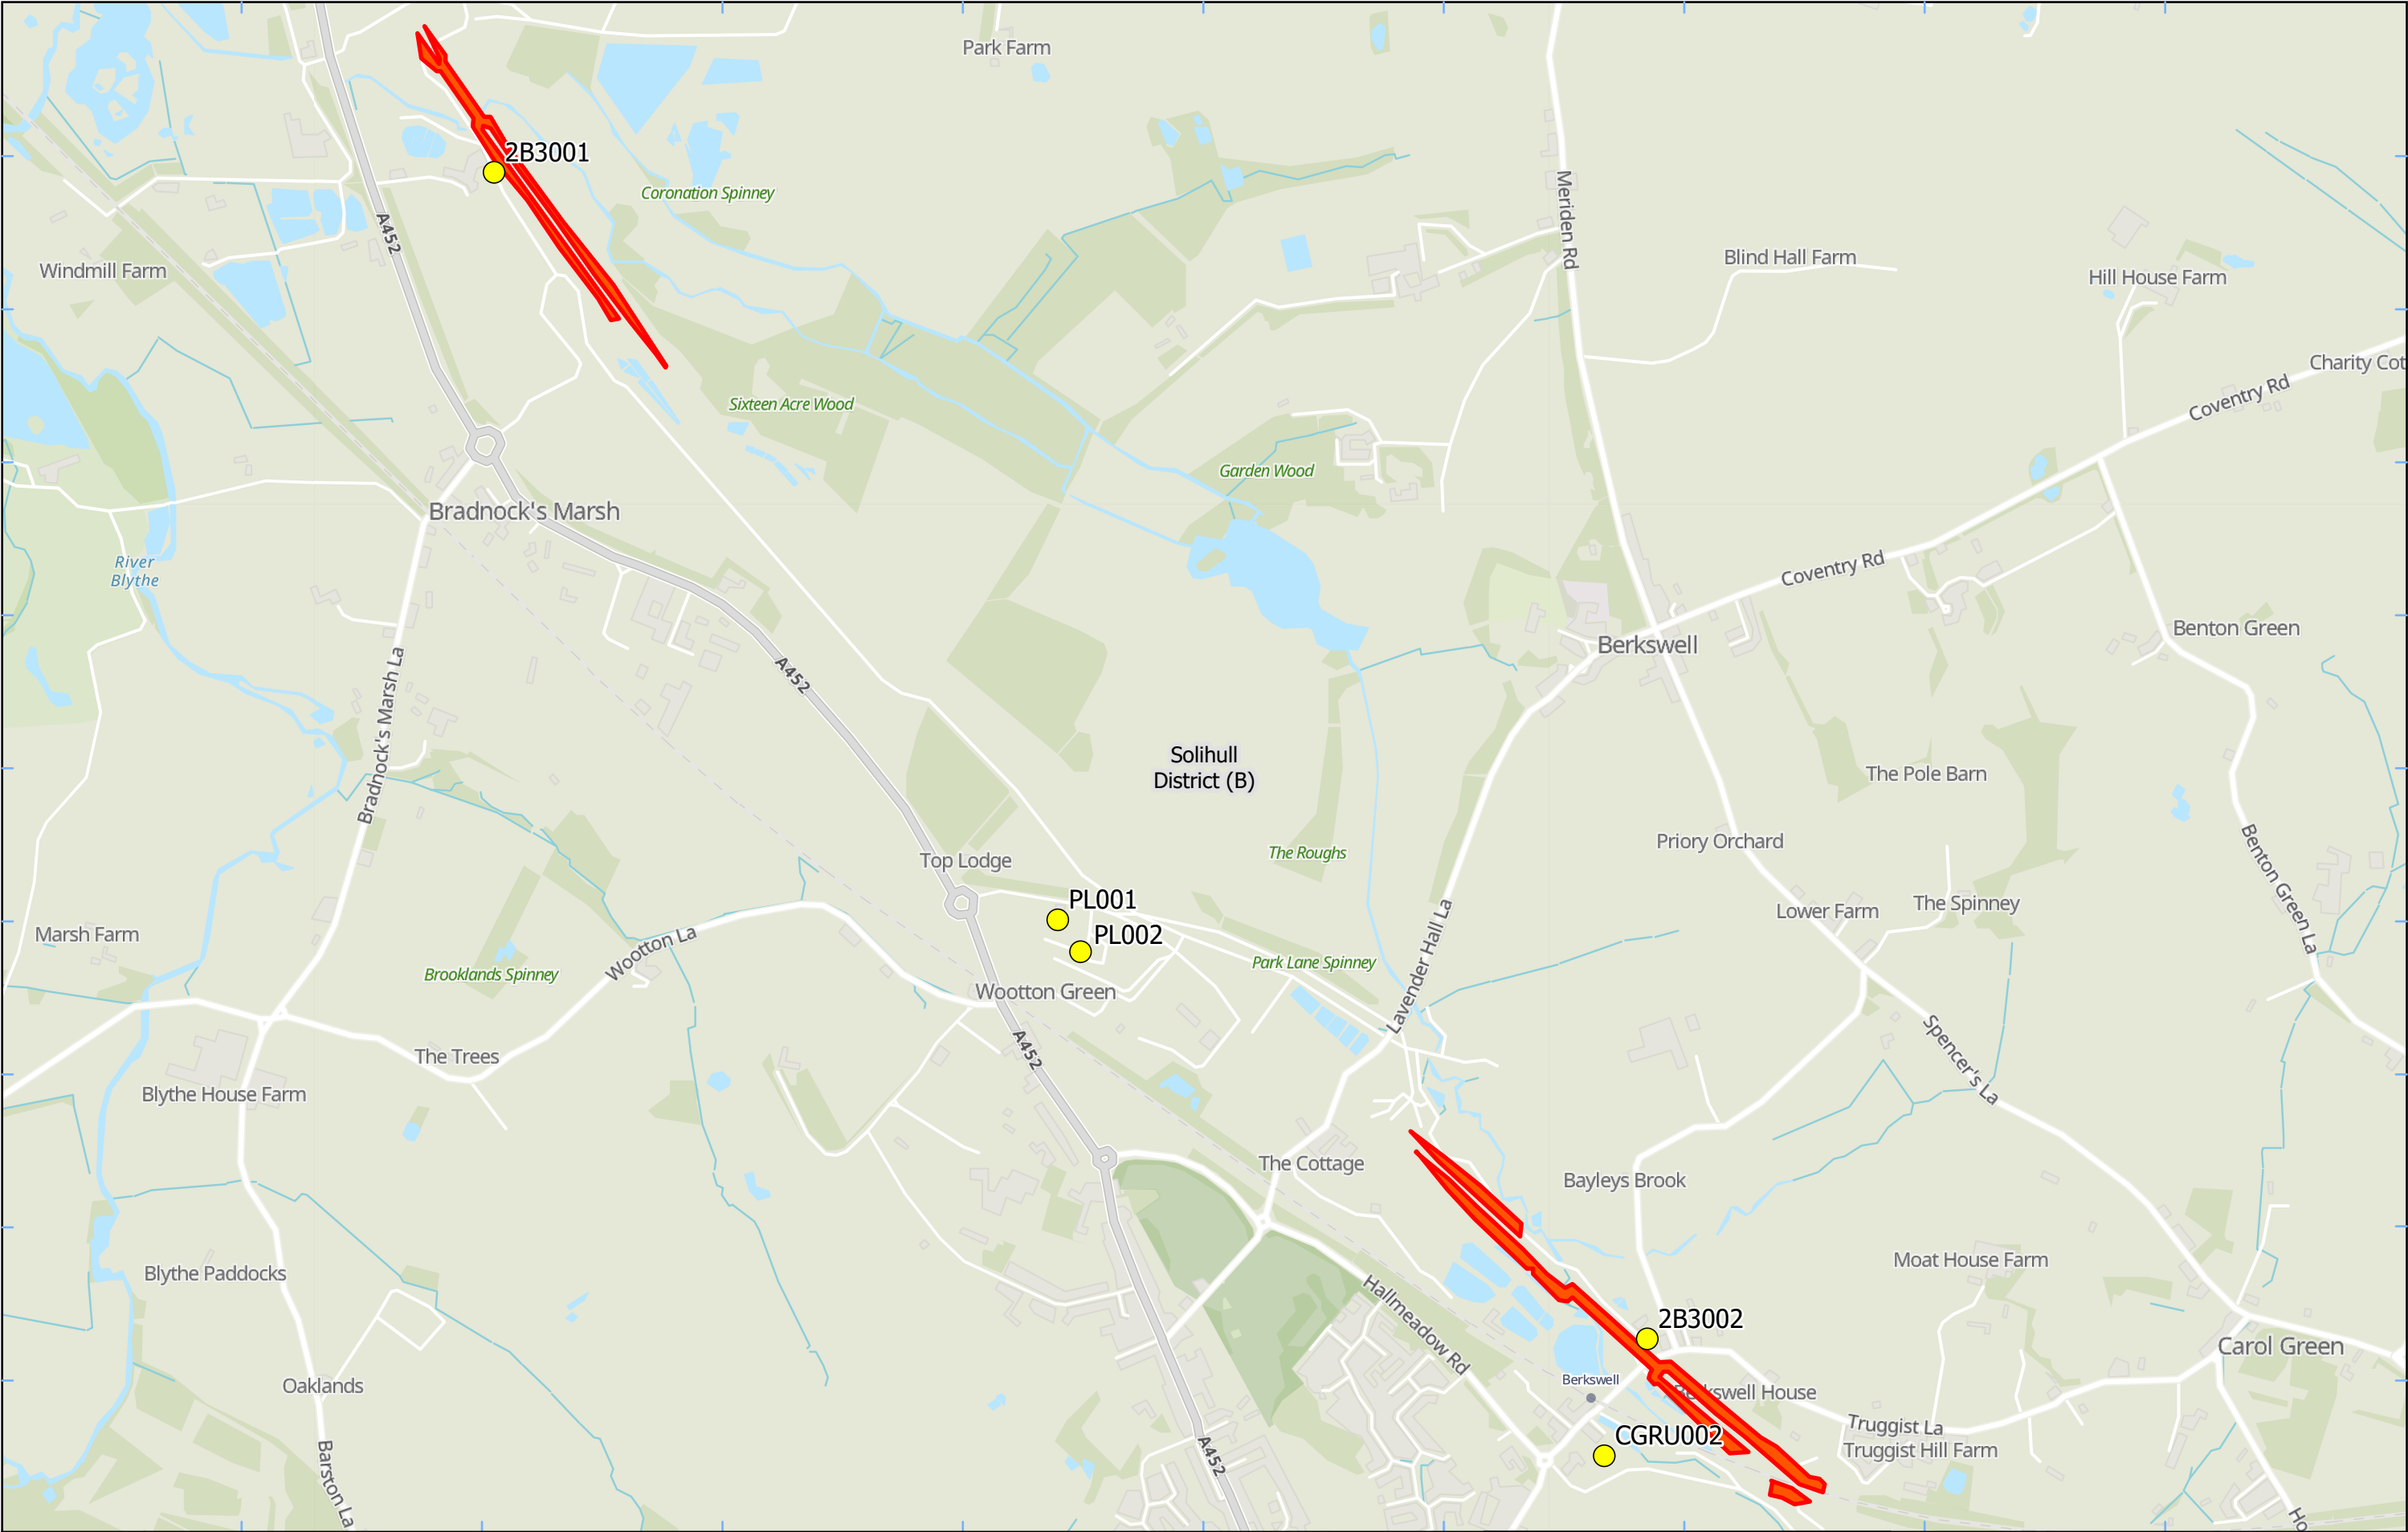 Park Farm
2B3001
Coronation Spinney
A452
Meriden Rd
Windmill Farm
Blind Hall Farm
Hill House Farm
Charity Cot
Coventry Rd
Sixteen Acre Wood
Garden Wood
Bradnock's Marsh
River
Blythe
Coventry Rd
Berkswell
Benton Green
Bradnock's Marsh La
A452
Solihull
District (B)
The Pole Barn
Priory Orchard
Benton Green La
The Roughs
Top Lodge
PL001
PL002
Lower Farm
The Spinney
Marsh Farm
Wootton La
Brooklands Spinney
Park Lane Spinney
Lavender Hall La
Wootton Green
A452
The Trees
Spencer's La
Blythe House Farm
The Cottage
Bayleys Brook
Blythe Paddocks
Moat House Farm
Hallmeadow Rd
2B3002
Carol Green
Oaklands
Berkswell
Berkswell House
Truggist La
CGRU002
Truggist Hill Farm
A452
Barston La
Ho